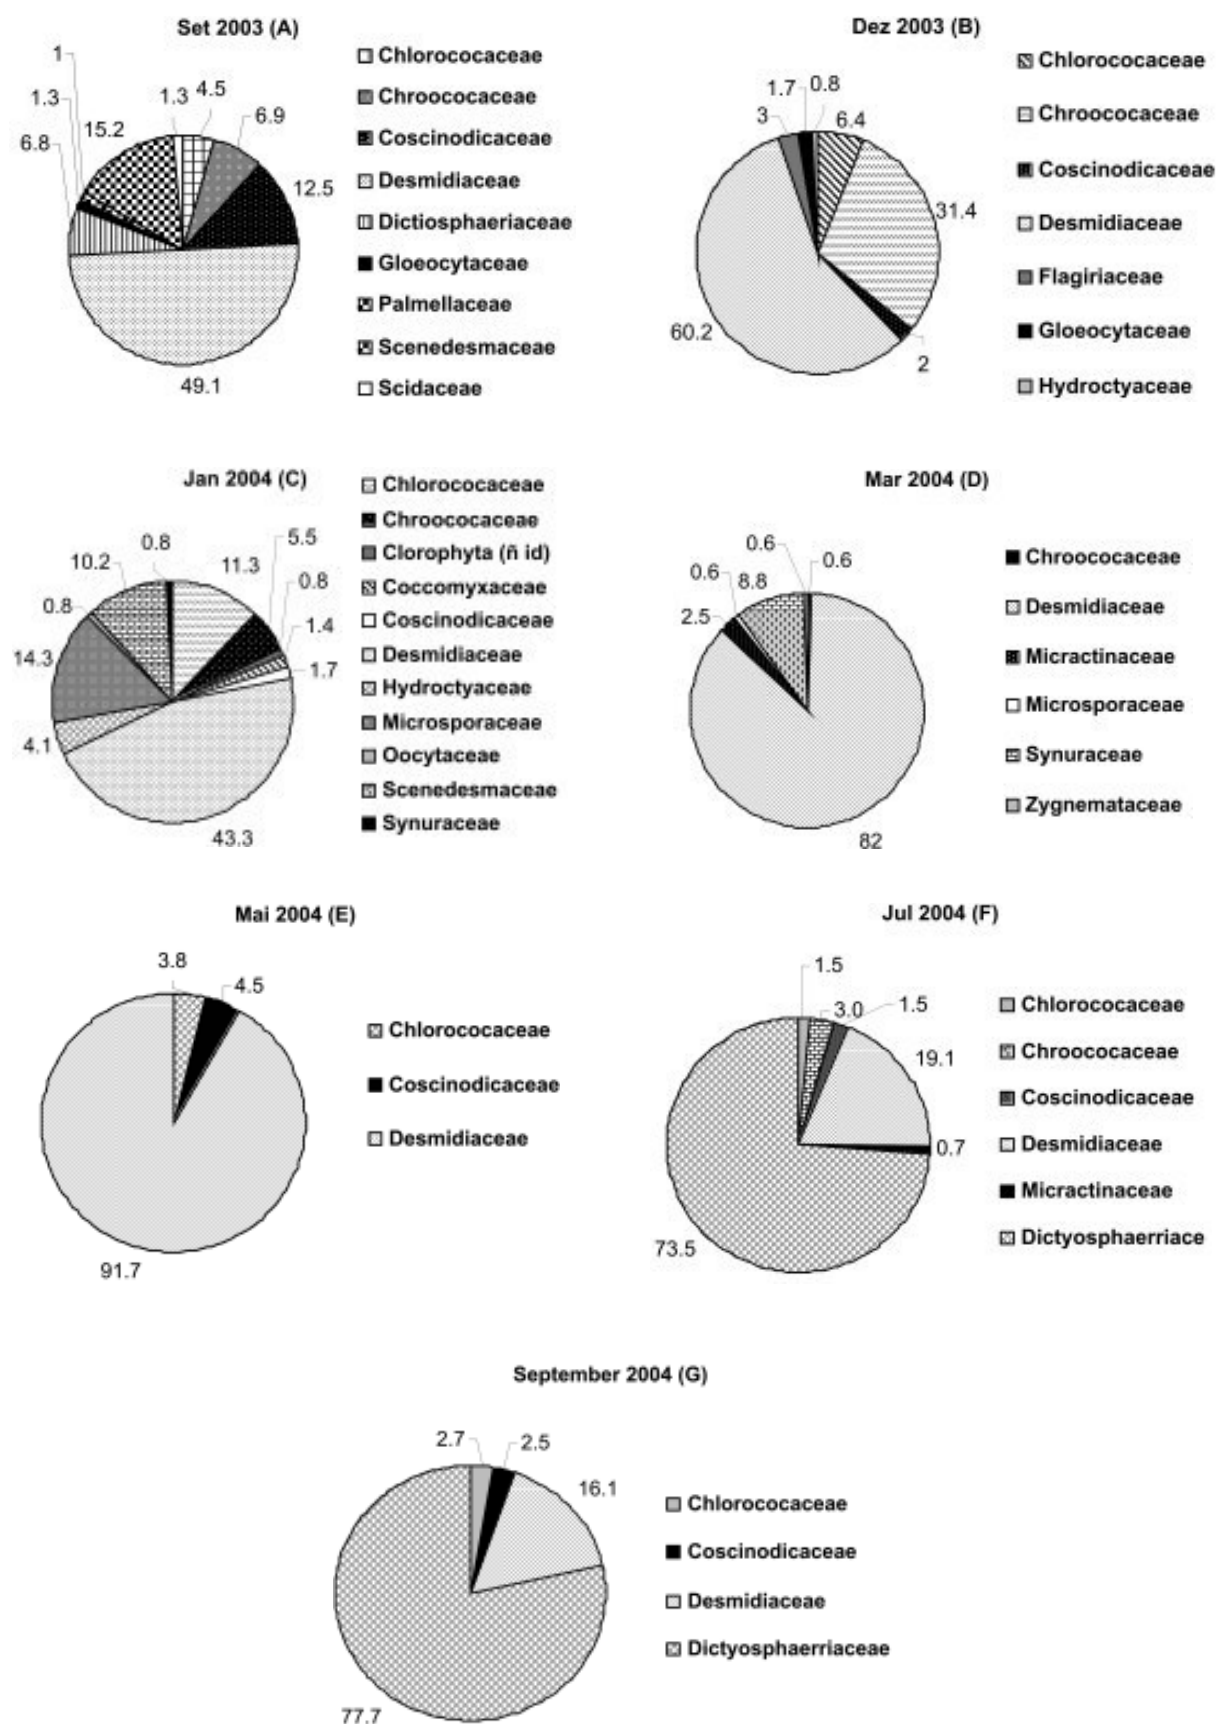 Set 2003 (A)
1
1.3
6.8
15.2
1.3
4.5
6.9
12.5
49.1
Chlorococaceae
Chroococaceae
Coscinodicaceae
Desmidiaceae
Dictiosphaeriaceae
Gloeocytaceae
Palmellaceae
Scenedesmaceae
Scidaceae
Dez 2003 (B)
3
1.7
0.8
6.4
31.4
2
60.2
Chlorococaceae
Chroococaceae
Coscinodicaceae
Desmidiaceae
Flagiriaceae
Gloeocytaceae
Hydroctyaceae
Jan 2004 (C)
0.8
10.2
0.8
11.3
5.5
0.8
1.4
1.7
14.3
4.1
43.3
Chlorococaceae
Chroococaceae
Clorophyta (ñ id)
Coccomyxaceae
Coscinodicaceae
Desmidiaceae
Hydroctyaceae
Microsporaceae
Oocytaceae
Scenedesmaceae
Synuraceae
Mar 2004 (D)
2.5
0.6
8.8
0.6
0.6
82
Chroococaceae
Desmidiaceae
Micractinaceae
Microsporaceae
Synuraceae
Zygnemataceae
Mai 2004 (E)
3.8
4.5
91.7
Chlorococaceae
Coscinodicaceae
Desmidiaceae
Jul 2004 (F)
1.5
3.0
1.5
19.1
0.7
73.5
Chlorococaceae
Chroococaceae
Coscinodicaceae
Desmidiaceae
Micractinaceae
Dictyosphaerriace
September 2004 (G)
2.7
2.5
16.1
77.7
Chlorococaceae
Coscinodicaceae
Desmidiaceae
Dictyosphaerriaceae